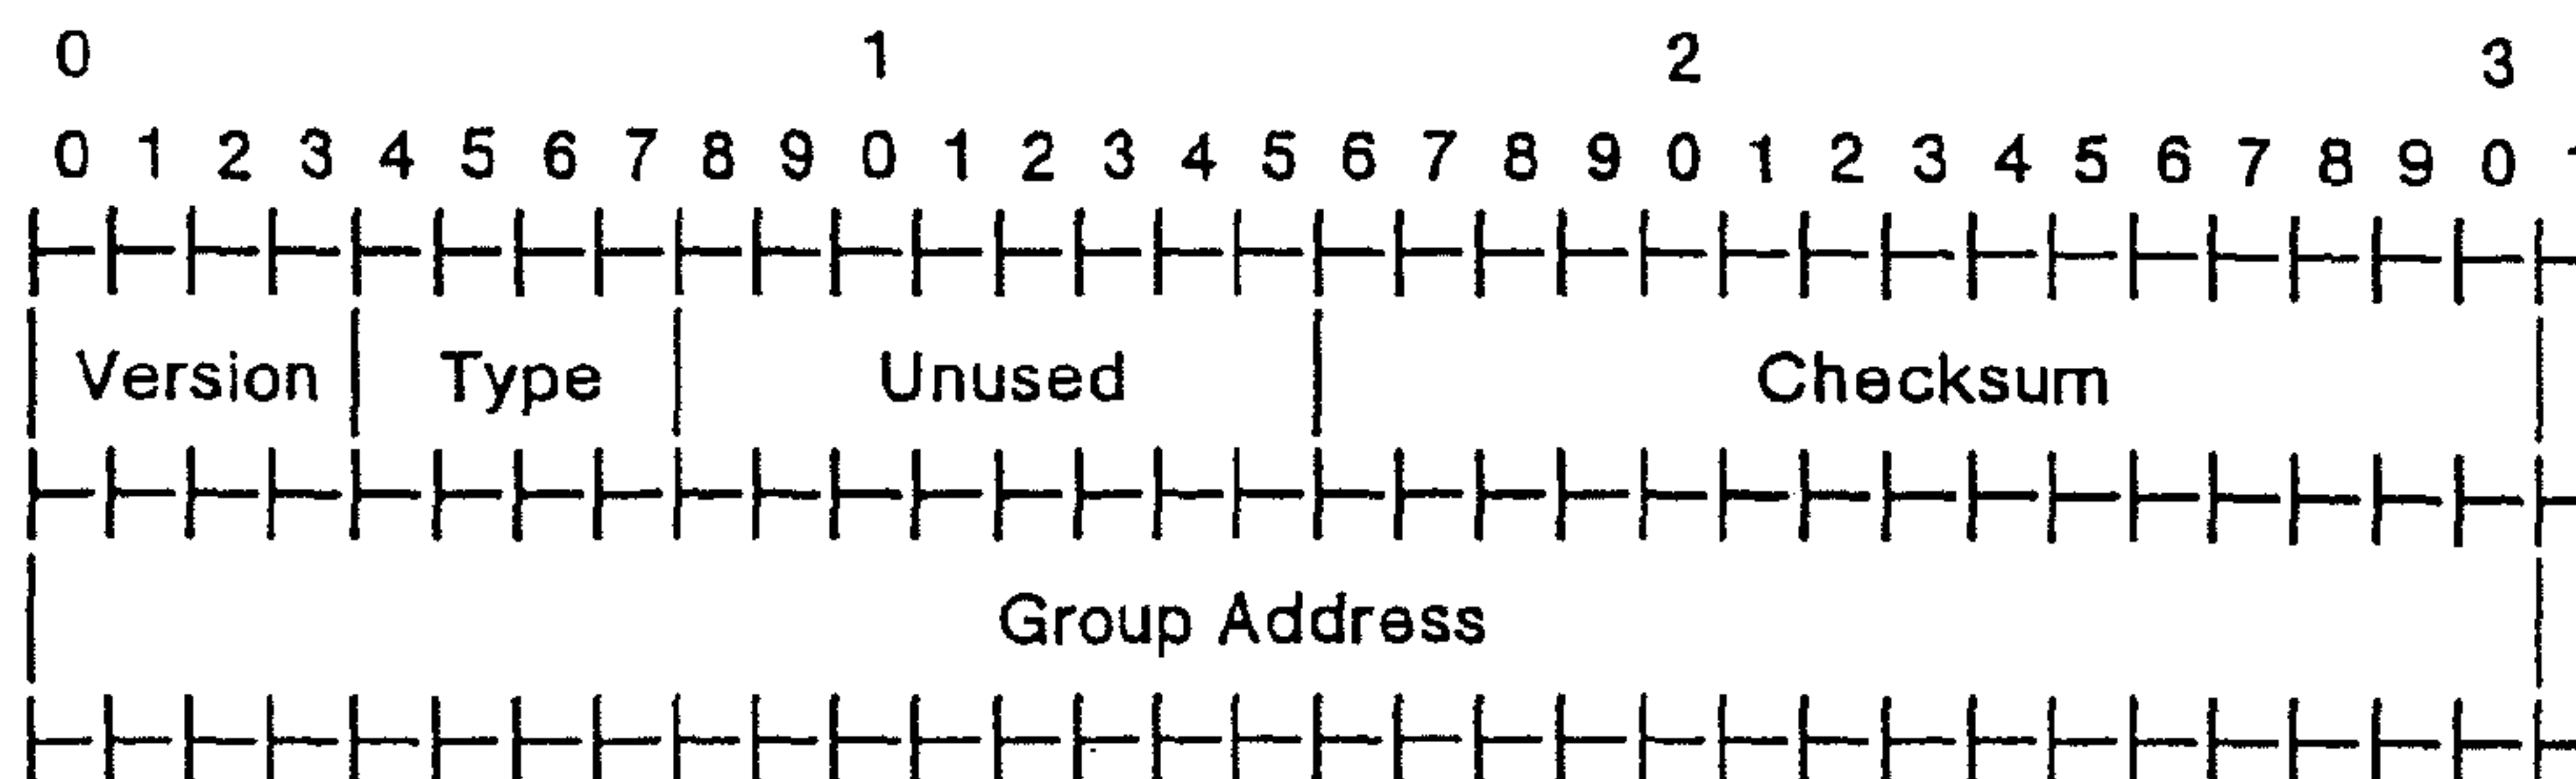 0 1 2 3
0 1 2 3 4 5 6 7 8 9 0 1 2 3 4 5 6 7 8 9 0 1 2 3 4 5 6 7 8 9 0
Version Type Unused Checksum
Group Address